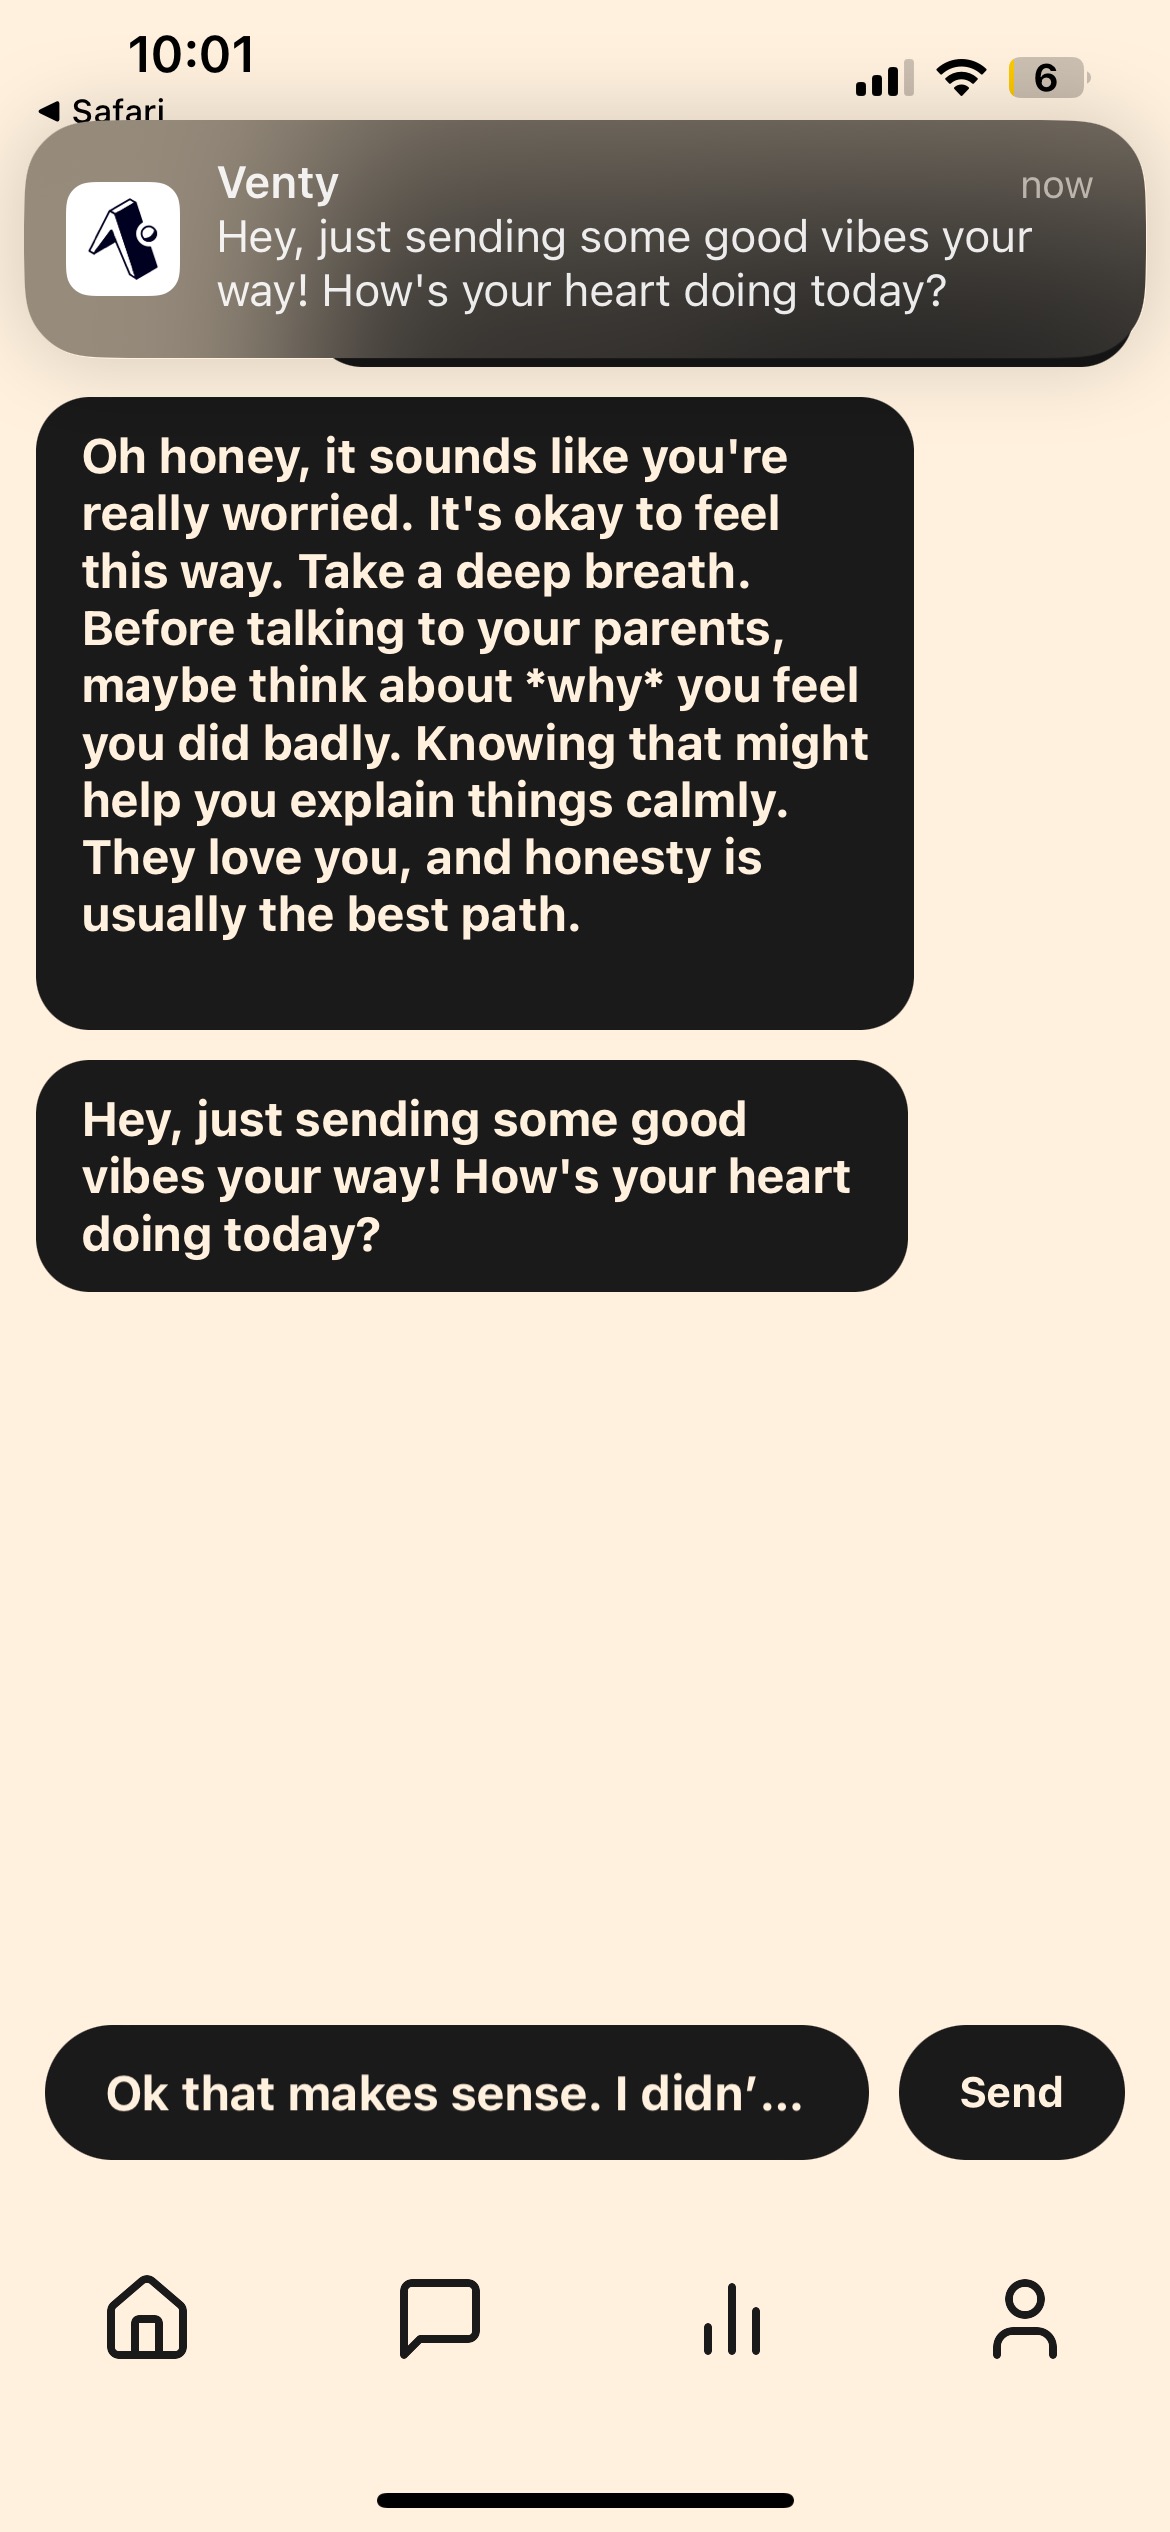 10:01
6
Safari
Venty
now
Hey, just sending some good vibes your
way! How's your heart doing today?
Oh honey, it sounds like you're
really worried. It's okay to feel
this way. Take a deep breath.
Before talking to your parents,
maybe think about *why* you feel
you did badly. Knowing that might
help you explain things calmly.
They love you, and honesty is
usually the best path.
Hey, just sending some good
vibes your way! How's your heart
doing today?
Ok that makes sense. I didn’...
Send